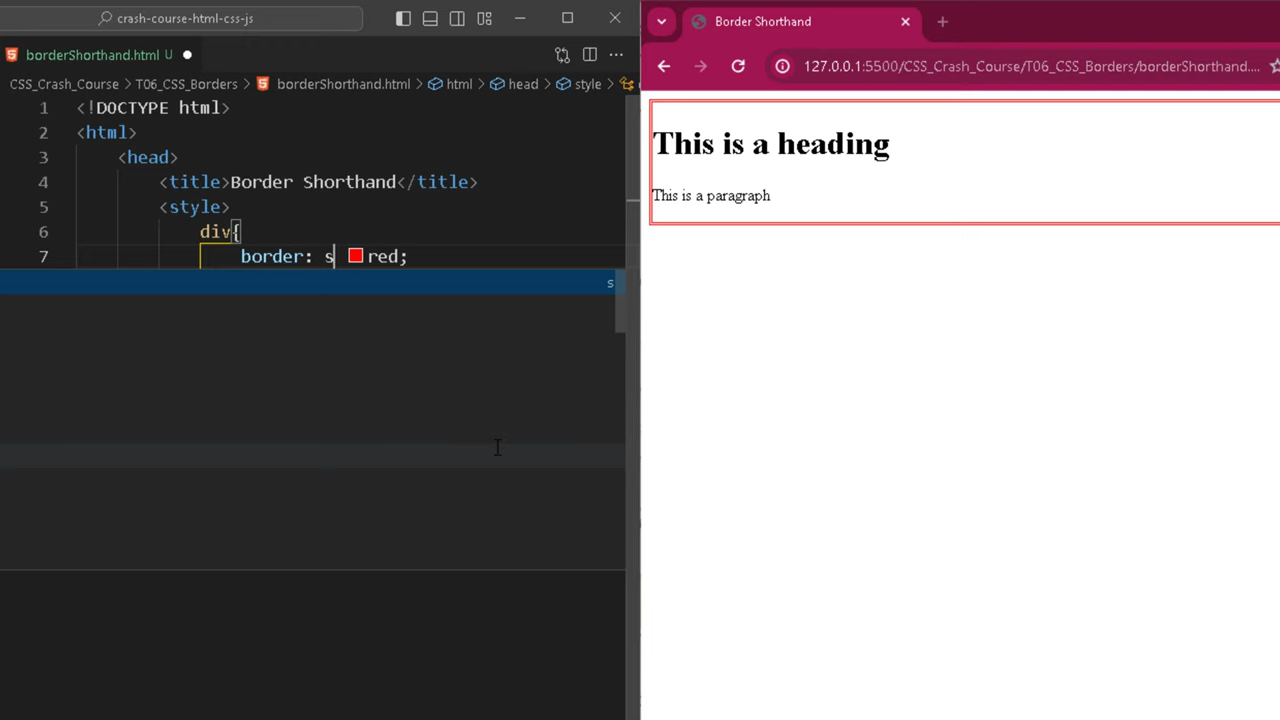 crash-course-html-css-js
borderShorthand.html U
CSS_Crash_Course > T06_CSS_Borders > borderShorthand.html > html > head > style >
1 <!DOCTYPE html>
2 <html>
3 <head>
4 <title>Border Shorthand</title>
5 <style>
6 div{
7 border: s red;
s
Border Shorthand
127.0.0.1:5500/CSS_Crash_Course/T06_CSS_Borders/borderShorthand....
This is a heading
This is a paragraph